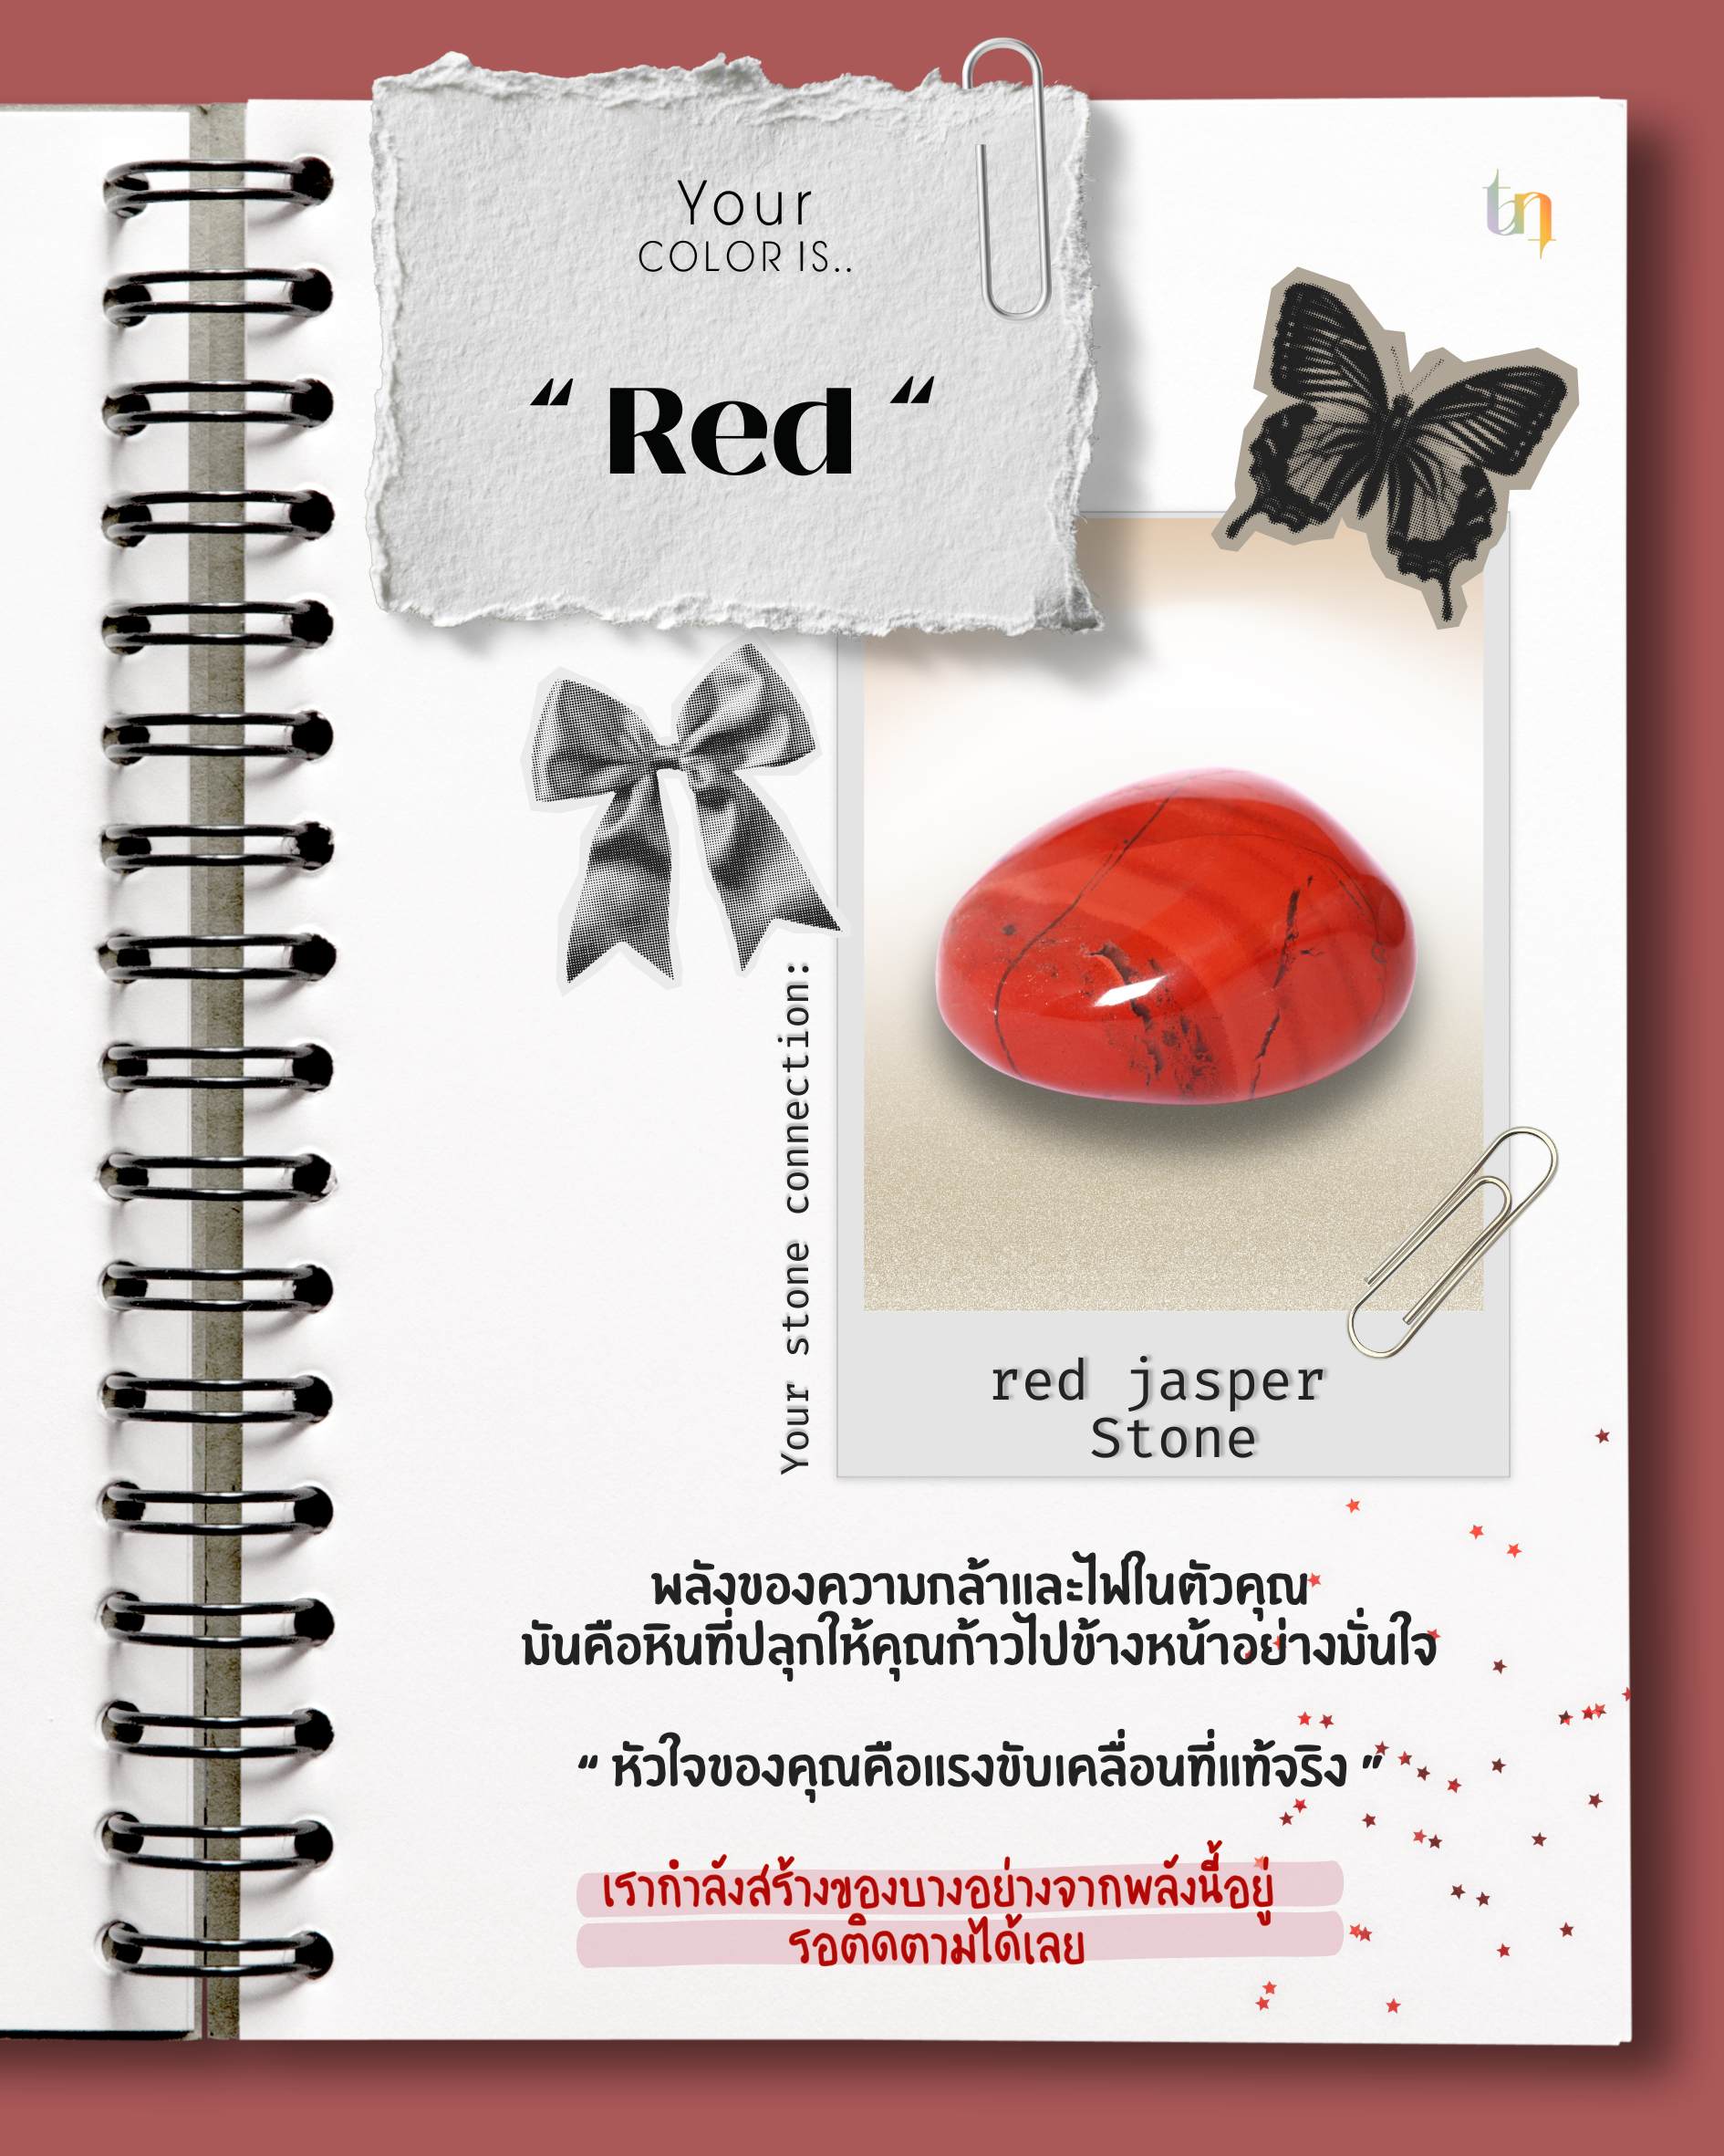 Your
COLOR IS..
“ Red “
tη
Your stone connection:
red jasper
Stone
พลังของความกล้าและไฟในตัวคุณ
มันคือหินที่ปลุกให้คุณก้าวไปข้างหน้าอย่างมั่นใจ
“ หัวใจของคุณคือแรงขับเคลื่อนที่แท้จริง ”
เรากำลังสร้างของบางอย่างจากพลังนี้อยู่
รอติดตามได้เลย